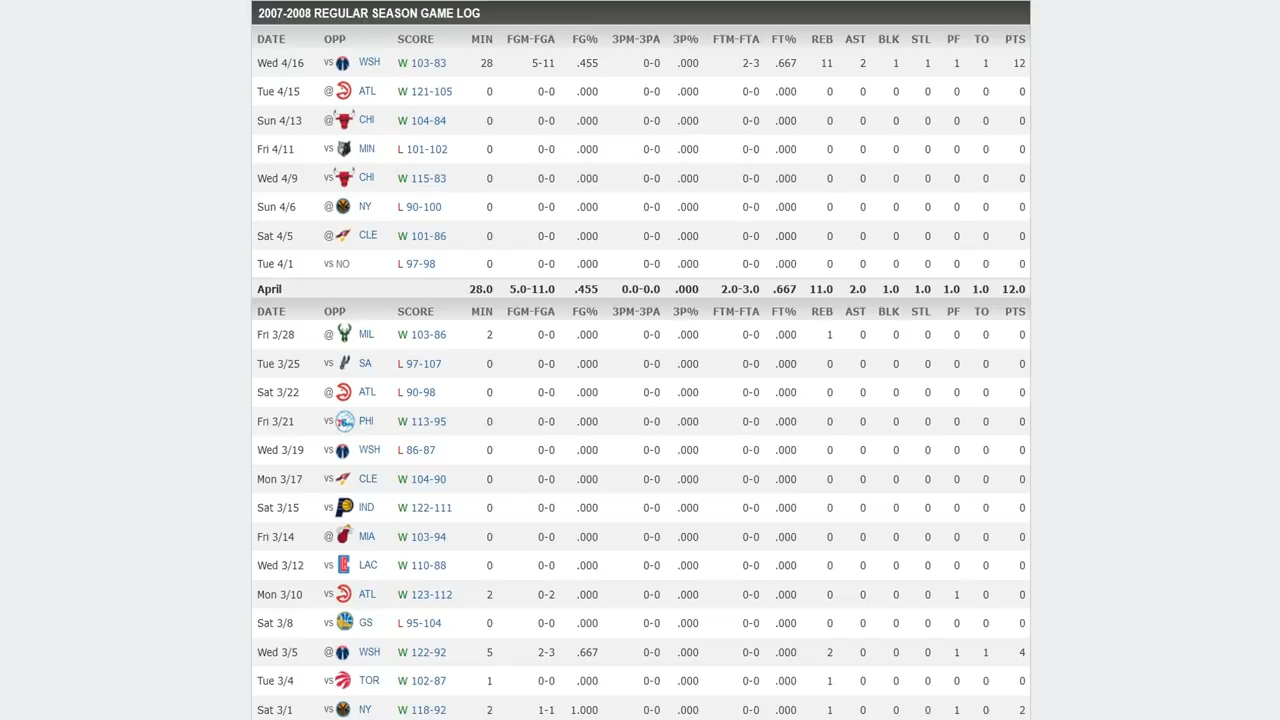 2007-2008 REGULAR SEASON GAME LOG
DATE OPP SCORE MIN FGM-FGA FG% 3PM-3PA 3P% FTM-FTA FT% REB AST BLK STL PF TO PTS
Wed 4/16 vs WSH W 103-83 28 5-11 .455 0-0 .000 2-3 .667 11 2 1 1 1 1 12
Tue 4/15 @ ATL W 121-105 0 0-0 .000 0-0 .000 0-0 .000 0 0 0 0 0 0 0
Sun 4/13 @ CHI W 104-84 0 0-0 .000 0-0 .000 0-0 .000 0 0 0 0 0 0 0
Fri 4/11 vs MIN L 101-102 0 0-0 .000 0-0 .000 0-0 .000 0 0 0 0 0 0 0
Wed 4/9 vs CHI W 115-83 0 0-0 .000 0-0 .000 0-0 .000 0 0 0 0 0 0 0
Sun 4/6 @ NY L 90-100 0 0-0 .000 0-0 .000 0-0 .000 0 0 0 0 0 0 0
Sat 4/5 @ CLE W 101-86 0 0-0 .000 0-0 .000 0-0 .000 0 0 0 0 0 0 0
Tue 4/1 vs NO L 97-98 0 0-0 .000 0-0 .000 0-0 .000 0 0 0 0 0 0 0
April 28.0 5.0-11.0 .455 0.0-0.0 .000 2.0-3.0 .667 11.0 2.0 1.0 1.0 1.0 1.0 12.0
DATE OPP SCORE MIN FGM-FGA FG% 3PM-3PA 3P% FTM-FTA FT% REB AST BLK STL PF TO PTS
Fri 3/28 @ MIL W 103-86 2 0-0 .000 0-0 .000 0-0 .000 1 0 0 0 0 0 0
Tue 3/25 vs SA L 97-107 0 0-0 .000 0-0 .000 0-0 .000 0 0 0 0 0 0 0
Sat 3/22 @ ATL L 90-98 0 0-0 .000 0-0 .000 0-0 .000 0 0 0 0 0 0 0
Fri 3/21 vs PHI W 113-95 0 0-0 .000 0-0 .000 0-0 .000 0 0 0 0 0 0 0
Wed 3/19 vs WSH L 86-87 0 0-0 .000 0-0 .000 0-0 .000 0 0 0 0 0 0 0
Mon 3/17 vs CLE W 104-90 0 0-0 .000 0-0 .000 0-0 .000 0 0 0 0 0 0 0
Sat 3/15 vs IND W 122-111 0 0-0 .000 0-0 .000 0-0 .000 0 0 0 0 0 0 0
Fri 3/14 @ MIA W 103-94 0 0-0 .000 0-0 .000 0-0 .000 0 0 0 0 0 0 0
Wed 3/12 vs LAC W 110-88 0 0-0 .000 0-0 .000 0-0 .000 0 0 0 0 0 0 0
Mon 3/10 vs ATL W 123-112 2 0-2 .000 0-0 .000 0-0 .000 0 0 0 0 1 0 0
Sat 3/8 vs GS L 95-104 0 0-0 .000 0-0 .000 0-0 .000 0 0 0 0 0 0 0
Wed 3/5 @ WSH W 122-92 5 2-3 .667 0-0 .000 0-0 .000 2 0 0 0 1 1 4
Tue 3/4 vs TOR W 102-87 1 0-0 .000 0-0 .000 0-0 .000 1 0 0 0 0 0 0
Sat 3/1 vs NY W 118-92 2 1-1 1.000 0-0 .000 0-0 .000 1 0 0 0 1 0 2